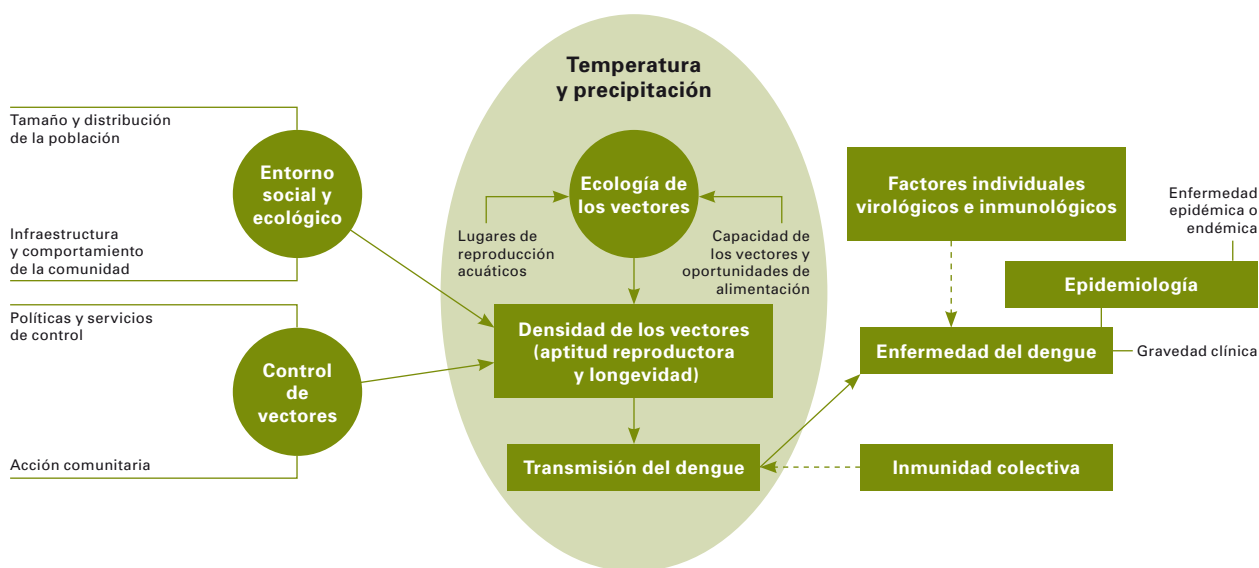 Temperatura
y precipitación
Tamaño y distribución
de la población
Entorno
social y
ecológico
Infraestructura
y comportamiento
de la comunidad
Políticas y servicios
de control
Control
de
vectores
Acción comunitaria
Ecología de
los vectores
Lugares de
reproducción
acuáticos
Capacidad de
los vectores y
oportunidades de
alimentación
Densidad de los vectores
(aptitud reproductora
y longevidad)
Transmisión del dengue
Factores individuales
virológicos e inmunológicos
Enfermedad
epidémica o
endémica
Epidemiología
Enfermedad del dengue
Gravedad clínica
Inmunidad colectiva